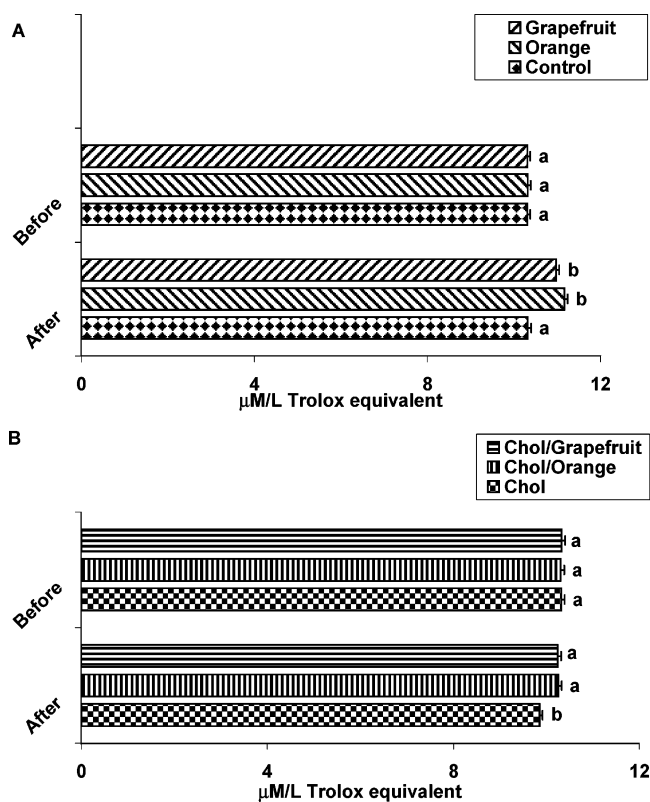 A
Grapefruit
Orange
Control
Before
a
a
a
After
b
b
a
0 4 8 12
µM/L Trolox equivalent
B
Chol/Grapefruit
Chol/Orange
Chol
Before
a
a
a
After
a
a
b
0 4 8 12
µM/L Trolox equivalent